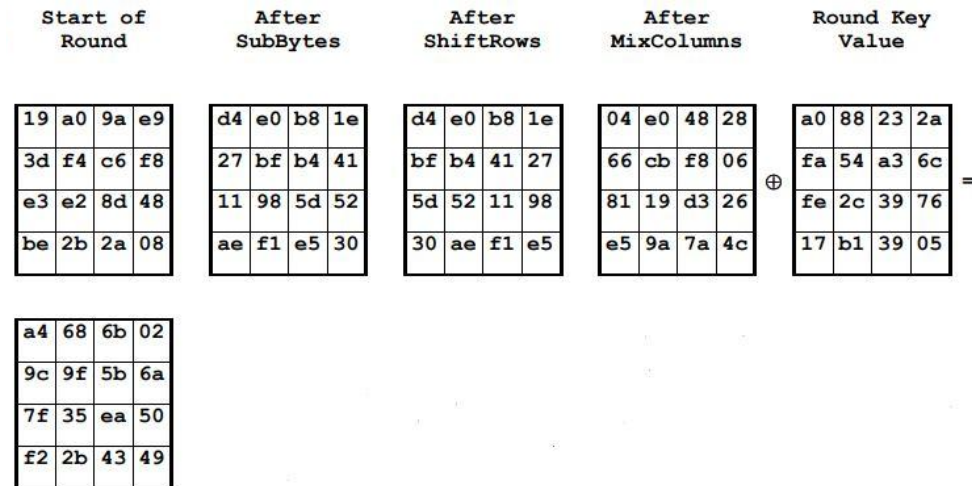 Start of Round After SubBytes After ShiftRows After MixColumns Round Key Value
19 a0 9a e9 d4 e0 b8 1e d4 e0 b8 1e 04 e0 48 28 a0 88 23 2a
3d f4 c6 f8 27 bf b4 41 bf b4 41 27 66 cb f8 06 fa 54 a3 6c
⊕ =
e3 e2 8d 48 11 98 5d 52 5d 52 11 98 81 19 d3 26 fe 2c 39 76
be 2b 2a 08 ae f1 e5 30 30 ae f1 e5 e5 9a 7a 4c 17 b1 39 05
a4 68 6b 02
9c 9f 5b 6a
7f 35 ea 50
f2 2b 43 49